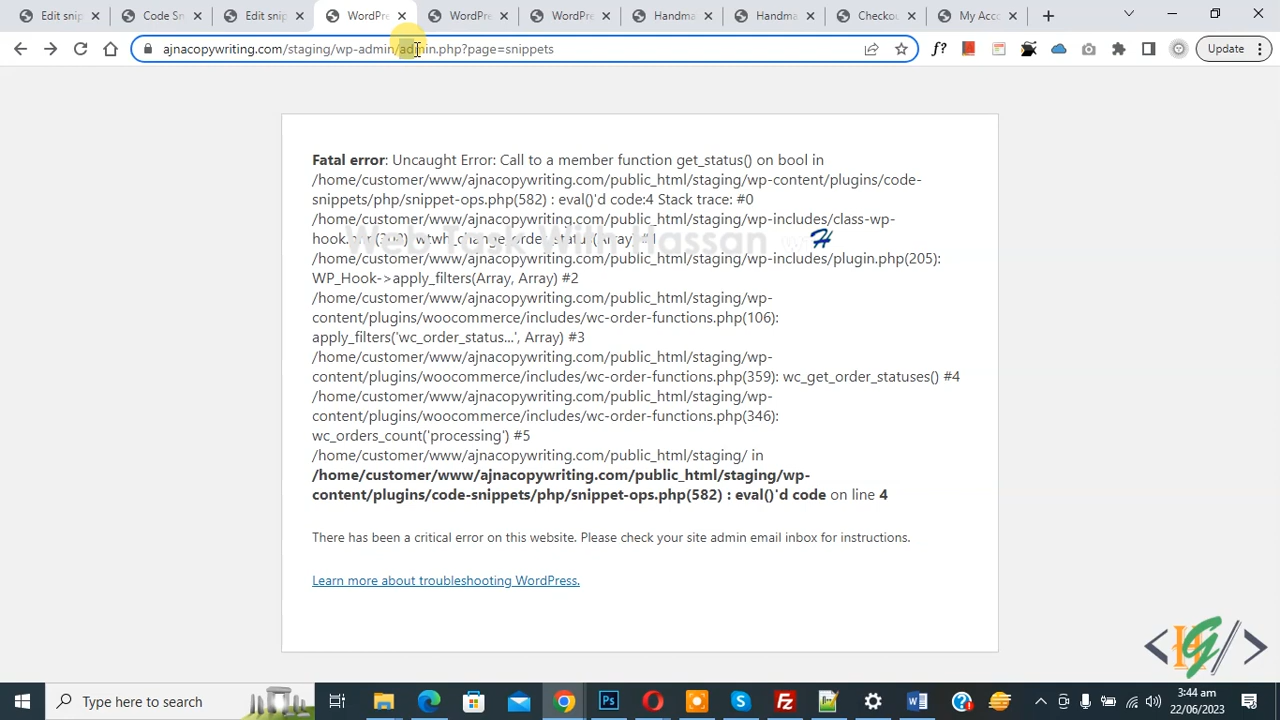 Edit snip
Code Sn
Edit snip
WordPre
WordPre
WordPre
Handma
Handma
Checkou
My Acco
ajnacopywriting.com/staging/wp-admin/admin.php?page=snippets
f?
Update
Fatal error: Uncaught Error: Call to a member function get_status() on bool in
/home/customer/www/ajnacopywriting.com/public_html/staging/wp-content/plugins/code-
snippets/php/snippet-ops.php(582) : eval()'d code:4 Stack trace: #0
/home/customer/www/ajnacopywriting.com/public_html/staging/wp-includes/class-wp-
wtwh_change_order_status(Array) #1
Web Task With Hassan
/home/customer/www/ajnacopywriting.com/public_html/staging/wp-includes/plugin.php(205):
WP_Hook->apply_filters(Array, Array) #2
/home/customer/www/ajnacopywriting.com/public_html/staging/wp-
content/plugins/woocommerce/includes/wc-order-functions.php(106):
apply_filters('wc_order_status...', Array) #3
/home/customer/www/ajnacopywriting.com/public_html/staging/wp-
content/plugins/woocommerce/includes/wc-order-functions.php(359): wc_get_order_statuses() #4
/home/customer/www/ajnacopywriting.com/public_html/staging/wp-
content/plugins/woocommerce/includes/wc-order-functions.php(346):
wc_orders_count('processing') #5
/home/customer/www/ajnacopywriting.com/public_html/staging/ in
/home/customer/www/ajnacopywriting.com/public_html/staging/wp-
content/plugins/code-snippets/php/snippet-ops.php(582) : eval()'d code on line 4
There has been a critical error on this website. Please check your site admin email inbox for instructions.
Learn more about troubleshooting WordPress.
Type here to search
3:44 am
22/06/2023